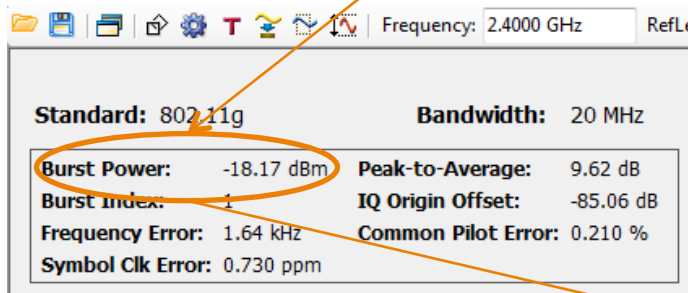 T Frequency: 2.4000 GHz RefLe
Standard: 802.11g Bandwidth: 20 MHz
Burst Power: -18.17 dBm Peak-to-Average: 9.62 dB
Burst Index: 1 IQ Origin Offset: -85.06 dB
Frequency Error: 1.64 kHz Common Pilot Error: 0.210 %
Symbol Clk Error: 0.730 ppm